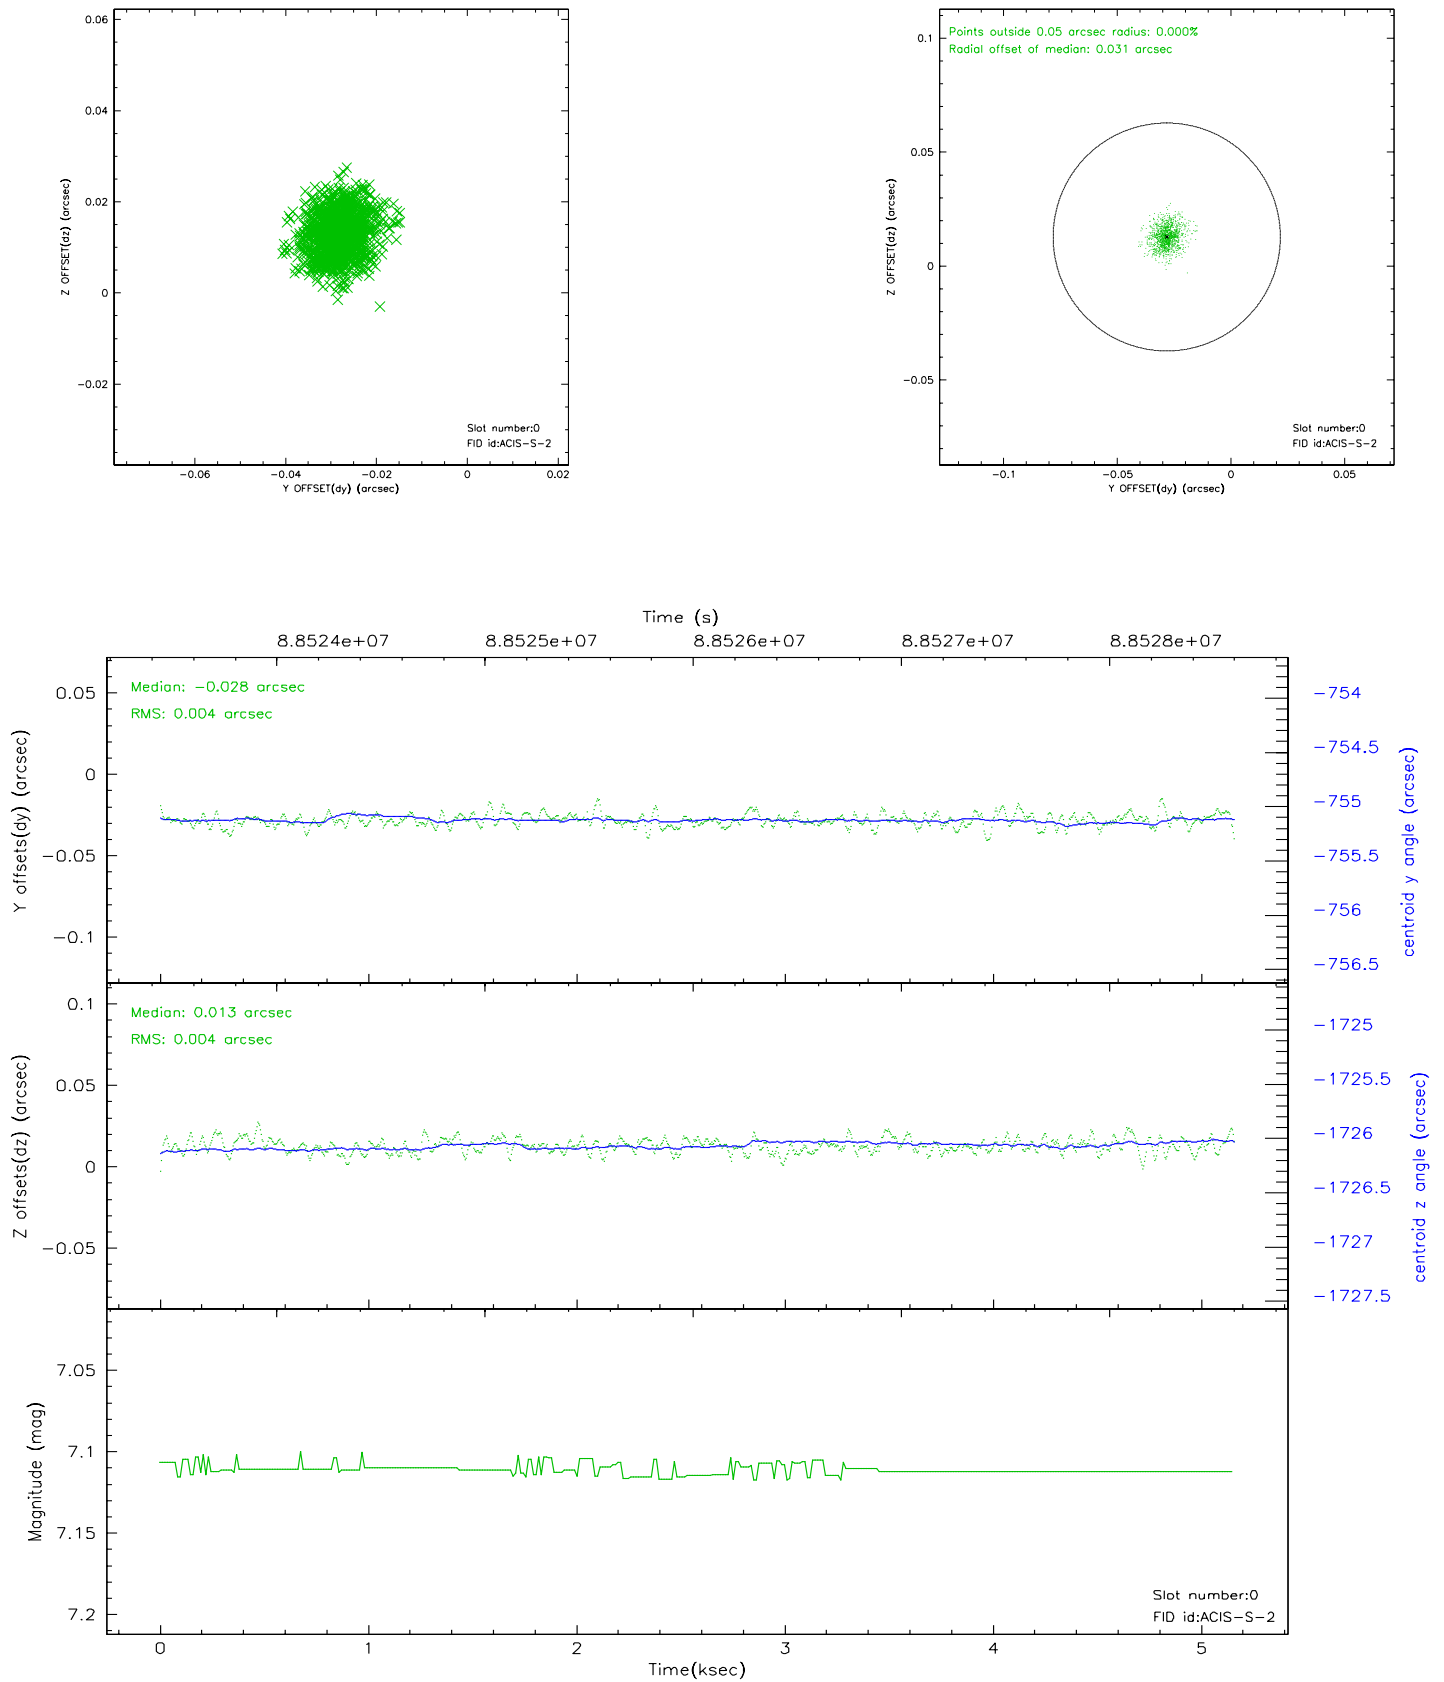 0.06
0.04
0.02
0
−0.02
Z OFFSET(dz) (arcsec)
Slot number:0
FID id:ACIS−S−2
−0.06 −0.04 −0.02 0 0.02
Y OFFSET(dy) (arcsec)
Points outside 0.05 arcsec radius: 0.000%
Radial offset of median: 0.031 arcsec
0.1
0.05
0
−0.05
Z OFFSET(dz) (arcsec)
Slot number:0
FID id:ACIS−S−2
−0.1 −0.05 0 0.05
Y OFFSET(dy) (arcsec)
Time (s)
8.8524e+07 8.8525e+07 8.8526e+07 8.8527e+07 8.8528e+07
Median: −0.028 arcsec
RMS: 0.004 arcsec
0.05
0
−0.05
−0.1
Y offsets(dy) (arcsec)
−754
−754.5
−755
−755.5
−756
−756.5
centroid y angle (arcsec)
Median: 0.013 arcsec
RMS: 0.004 arcsec
0.1
0.05
0
−0.05
Z offsets(dz) (arcsec)
−1725
−1725.5
−1726
−1726.5
−1727
−1727.5
centroid z angle (arcsec)
7.05
7.1
7.15
7.2
Magnitude (mag)
Slot number:0
FID id:ACIS−S−2
0 1 2 3 4 5
Time(ksec)